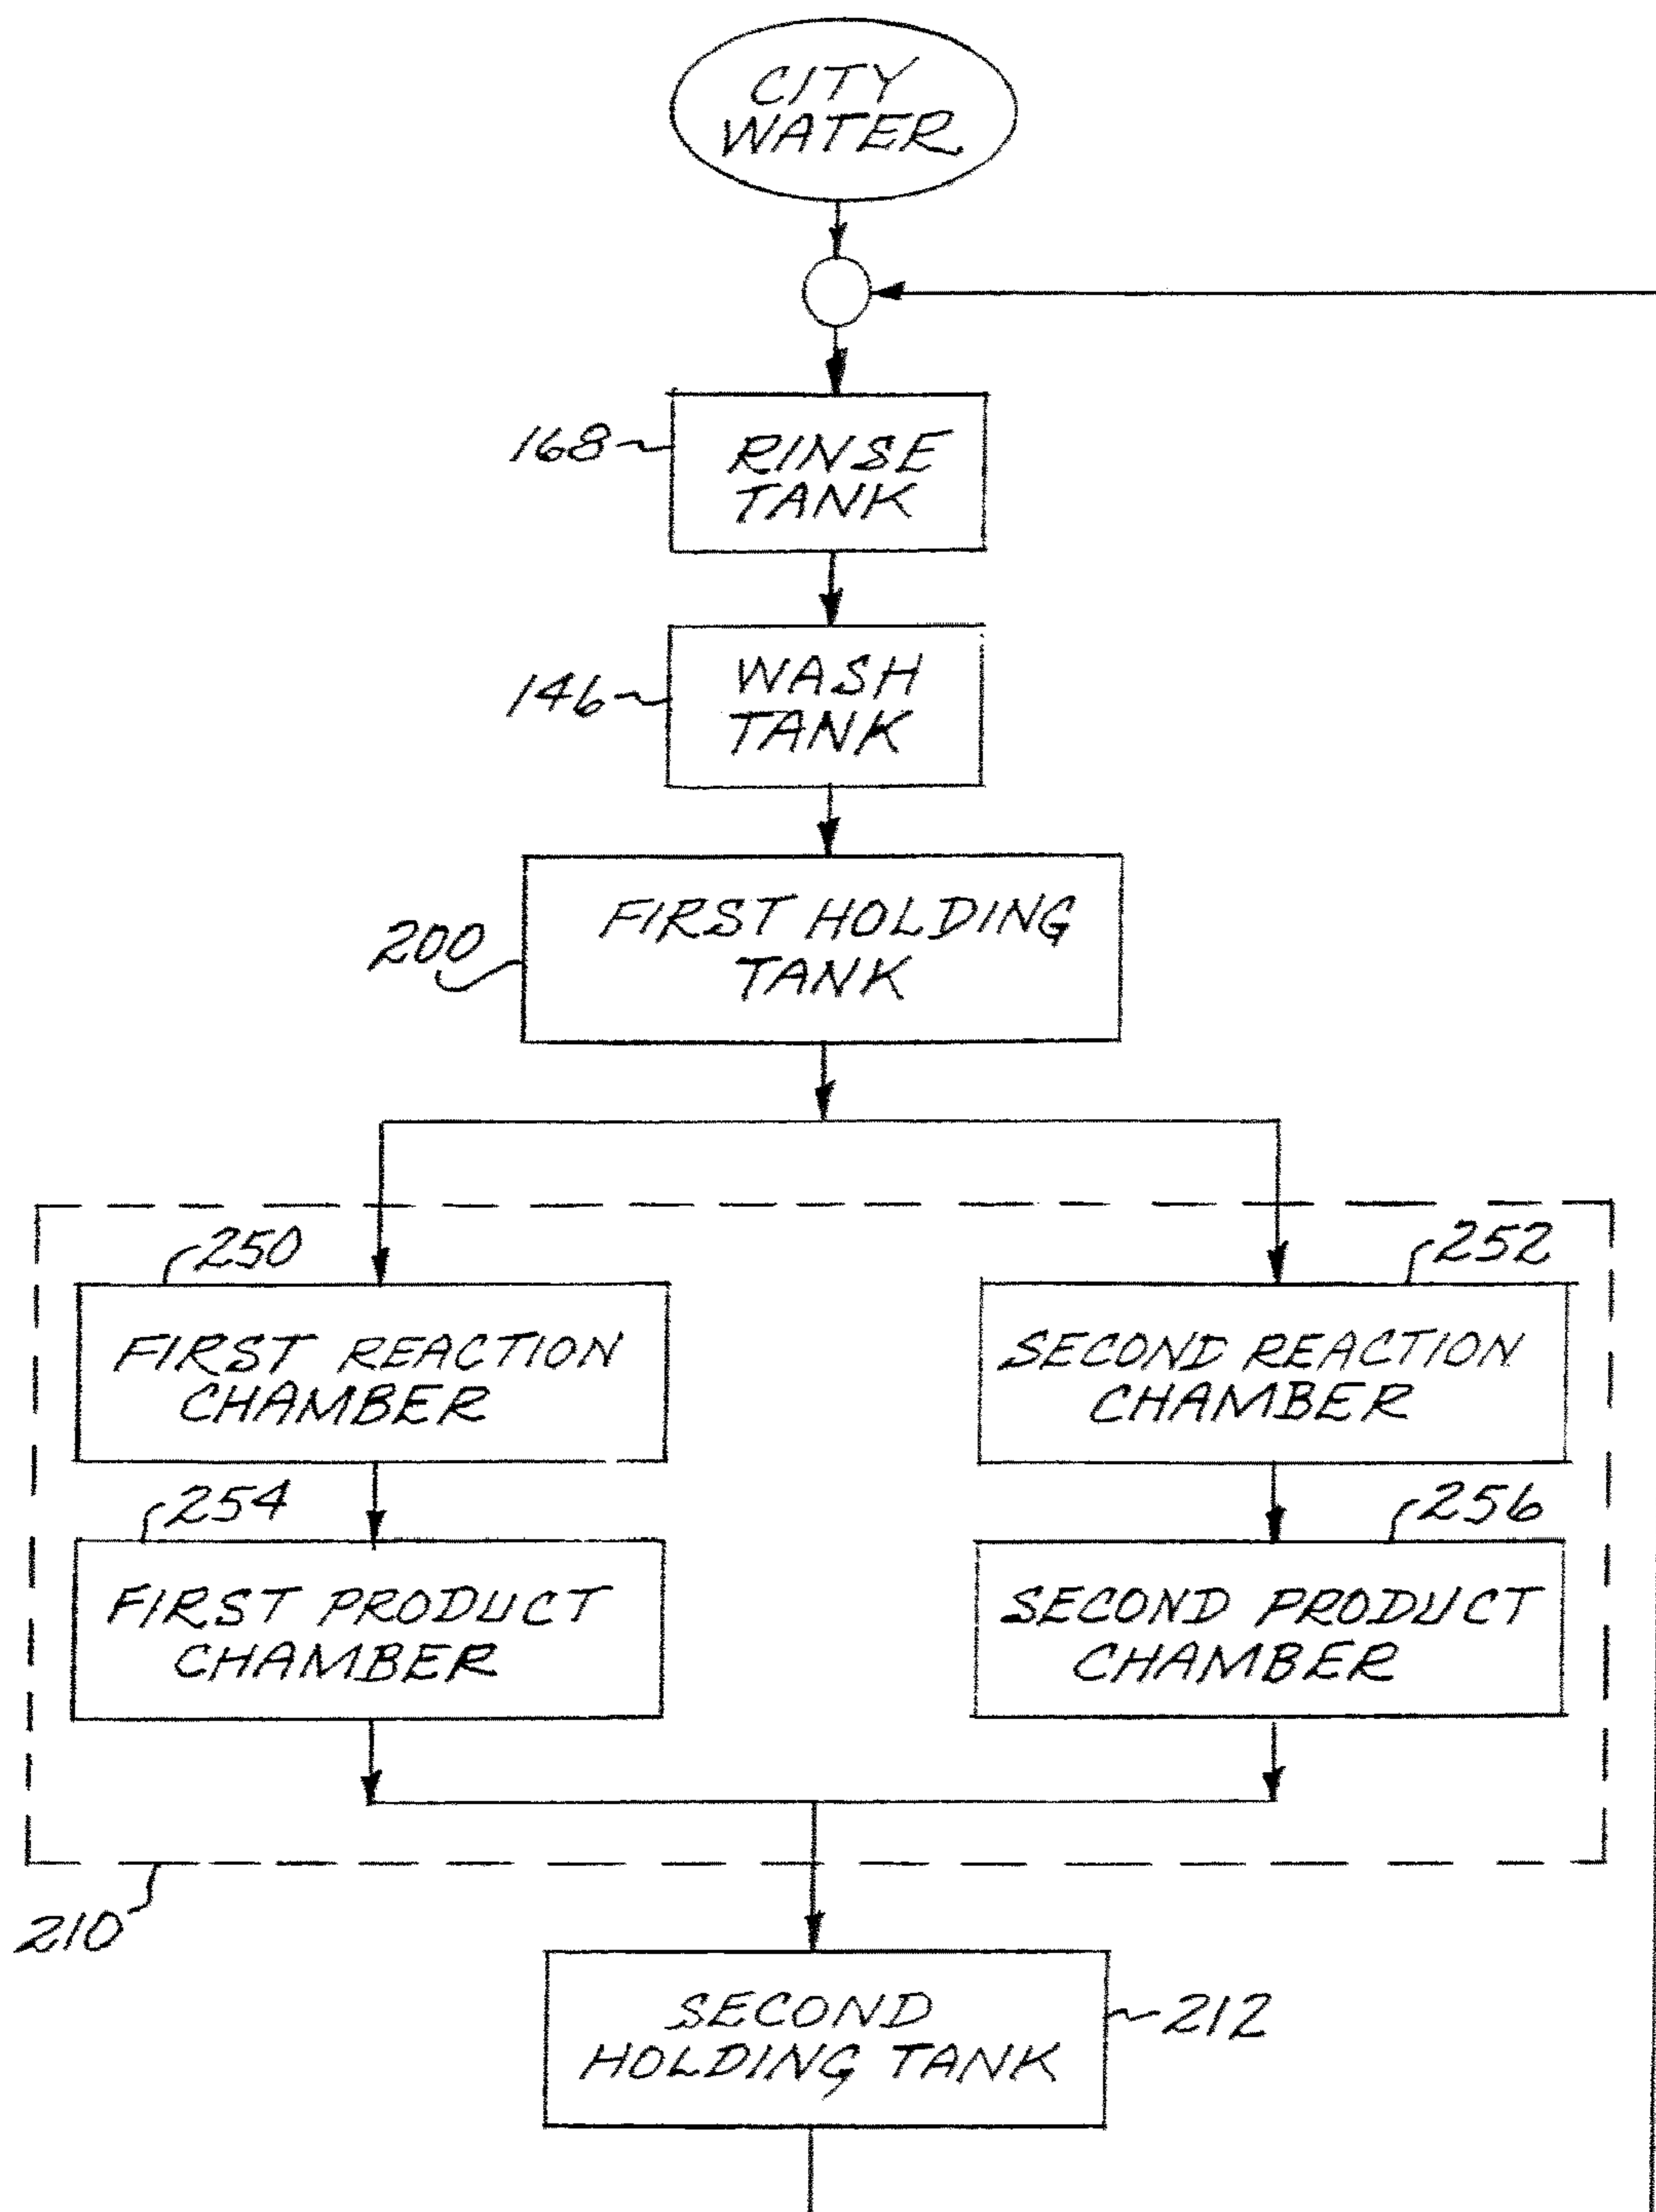 CITY
WATER
168
RINSE
TANK
146
WASH
TANK
200
FIRST HOLDING
TANK
250
252
FIRST REACTION
CHAMBER
SECOND REACTION
CHAMBER
254
256
FIRST PRODUCT
CHAMBER
SECOND PRODUCT
CHAMBER
210
SECOND
HOLDING TANK
212